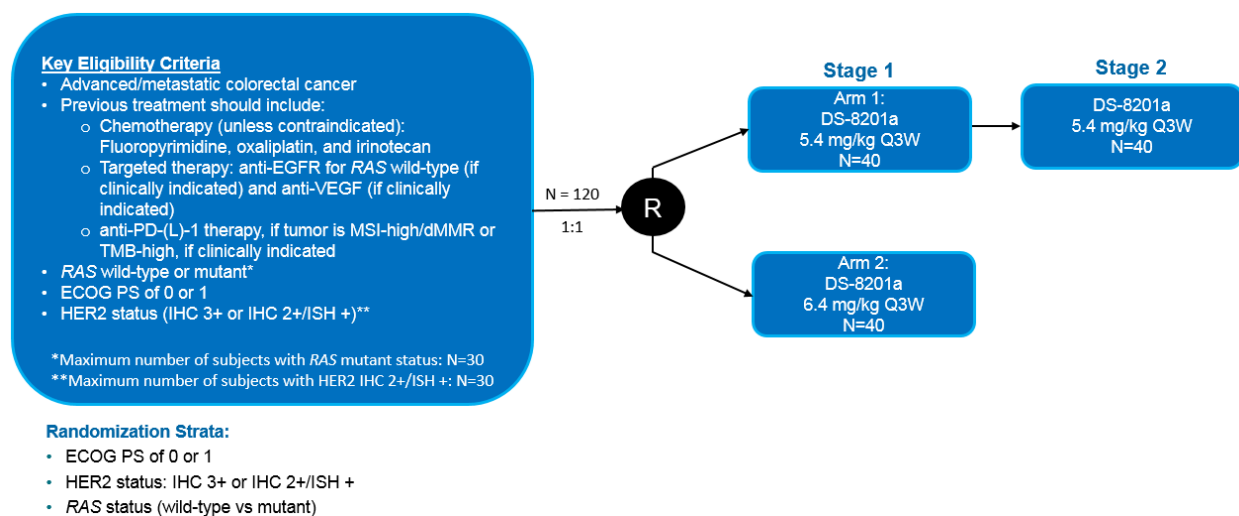 Key Eligibility Criteria
• Advanced/metastatic colorectal cancer
• Previous treatment should include:
o Chemotherapy (unless contraindicated):
Fluoropyrimidine, oxaliplatin, and irinotecan
o Targeted therapy: anti-EGFR for RAS wild-type (if
clinically indicated) and anti-VEGF (if clinically
indicated)
o anti-PD-(L)-1 therapy, if tumor is MSI-high/dMMR or
TMB-high, if clinically indicated
• RAS wild-type or mutant*
• ECOG PS of 0 or 1
• HER2 status (IHC 3+ or IHC 2+/ISH +)**
*Maximum number of subjects with RAS mutant status: N=30
**Maximum number of subjects with HER2 IHC 2+/ISH +: N=30
Randomization Strata:
• ECOG PS of 0 or 1
• HER2 status: IHC 3+ or IHC 2+/ISH +
• RAS status (wild-type vs mutant)
N = 120
1:1
R
Stage 1
Arm 1:
DS-8201a
5.4 mg/kg Q3W
N=40
Arm 2:
DS-8201a
6.4 mg/kg Q3W
N=40
Stage 2
DS-8201a
5.4 mg/kg Q3W
N=40